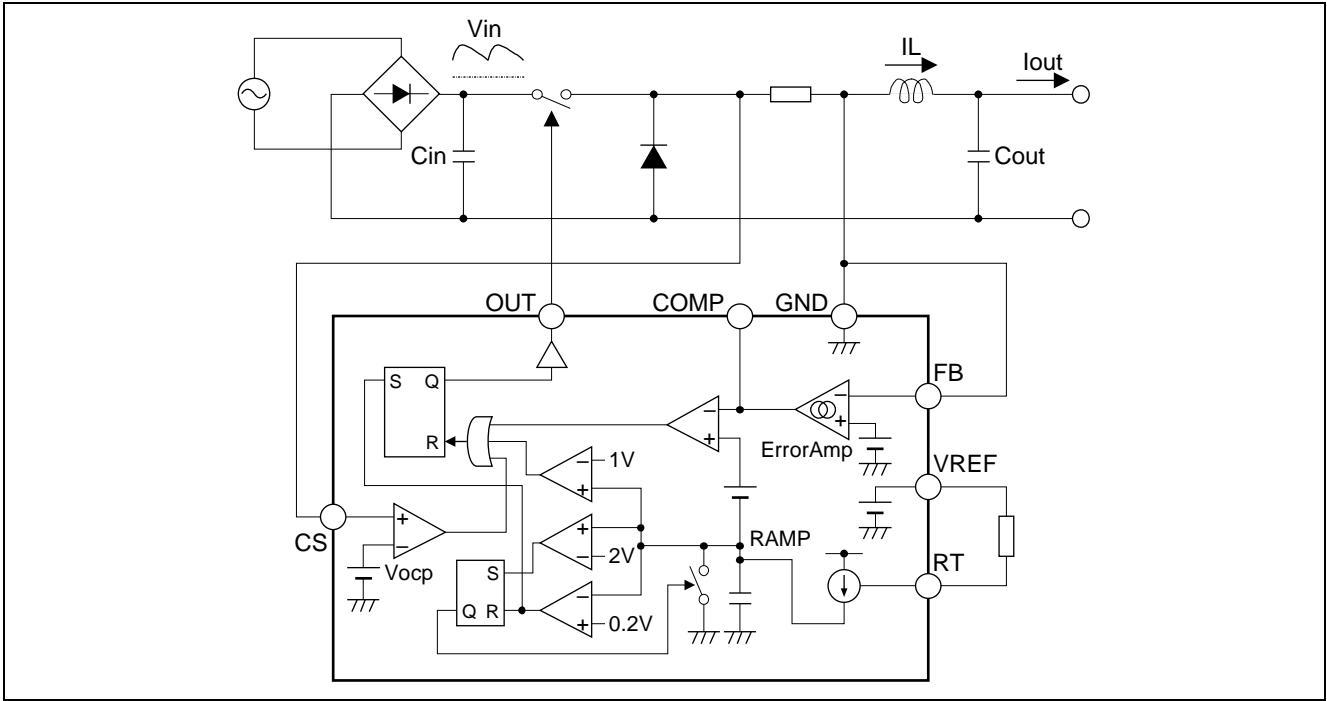 Vin
IL
Iout
Cin
Cout
OUT
COMP
GND
FB
S Q
R
ErrorAmp
1V
VREF
CS
Vocp
2V
RAMP
RT
S
Q R
0.2V